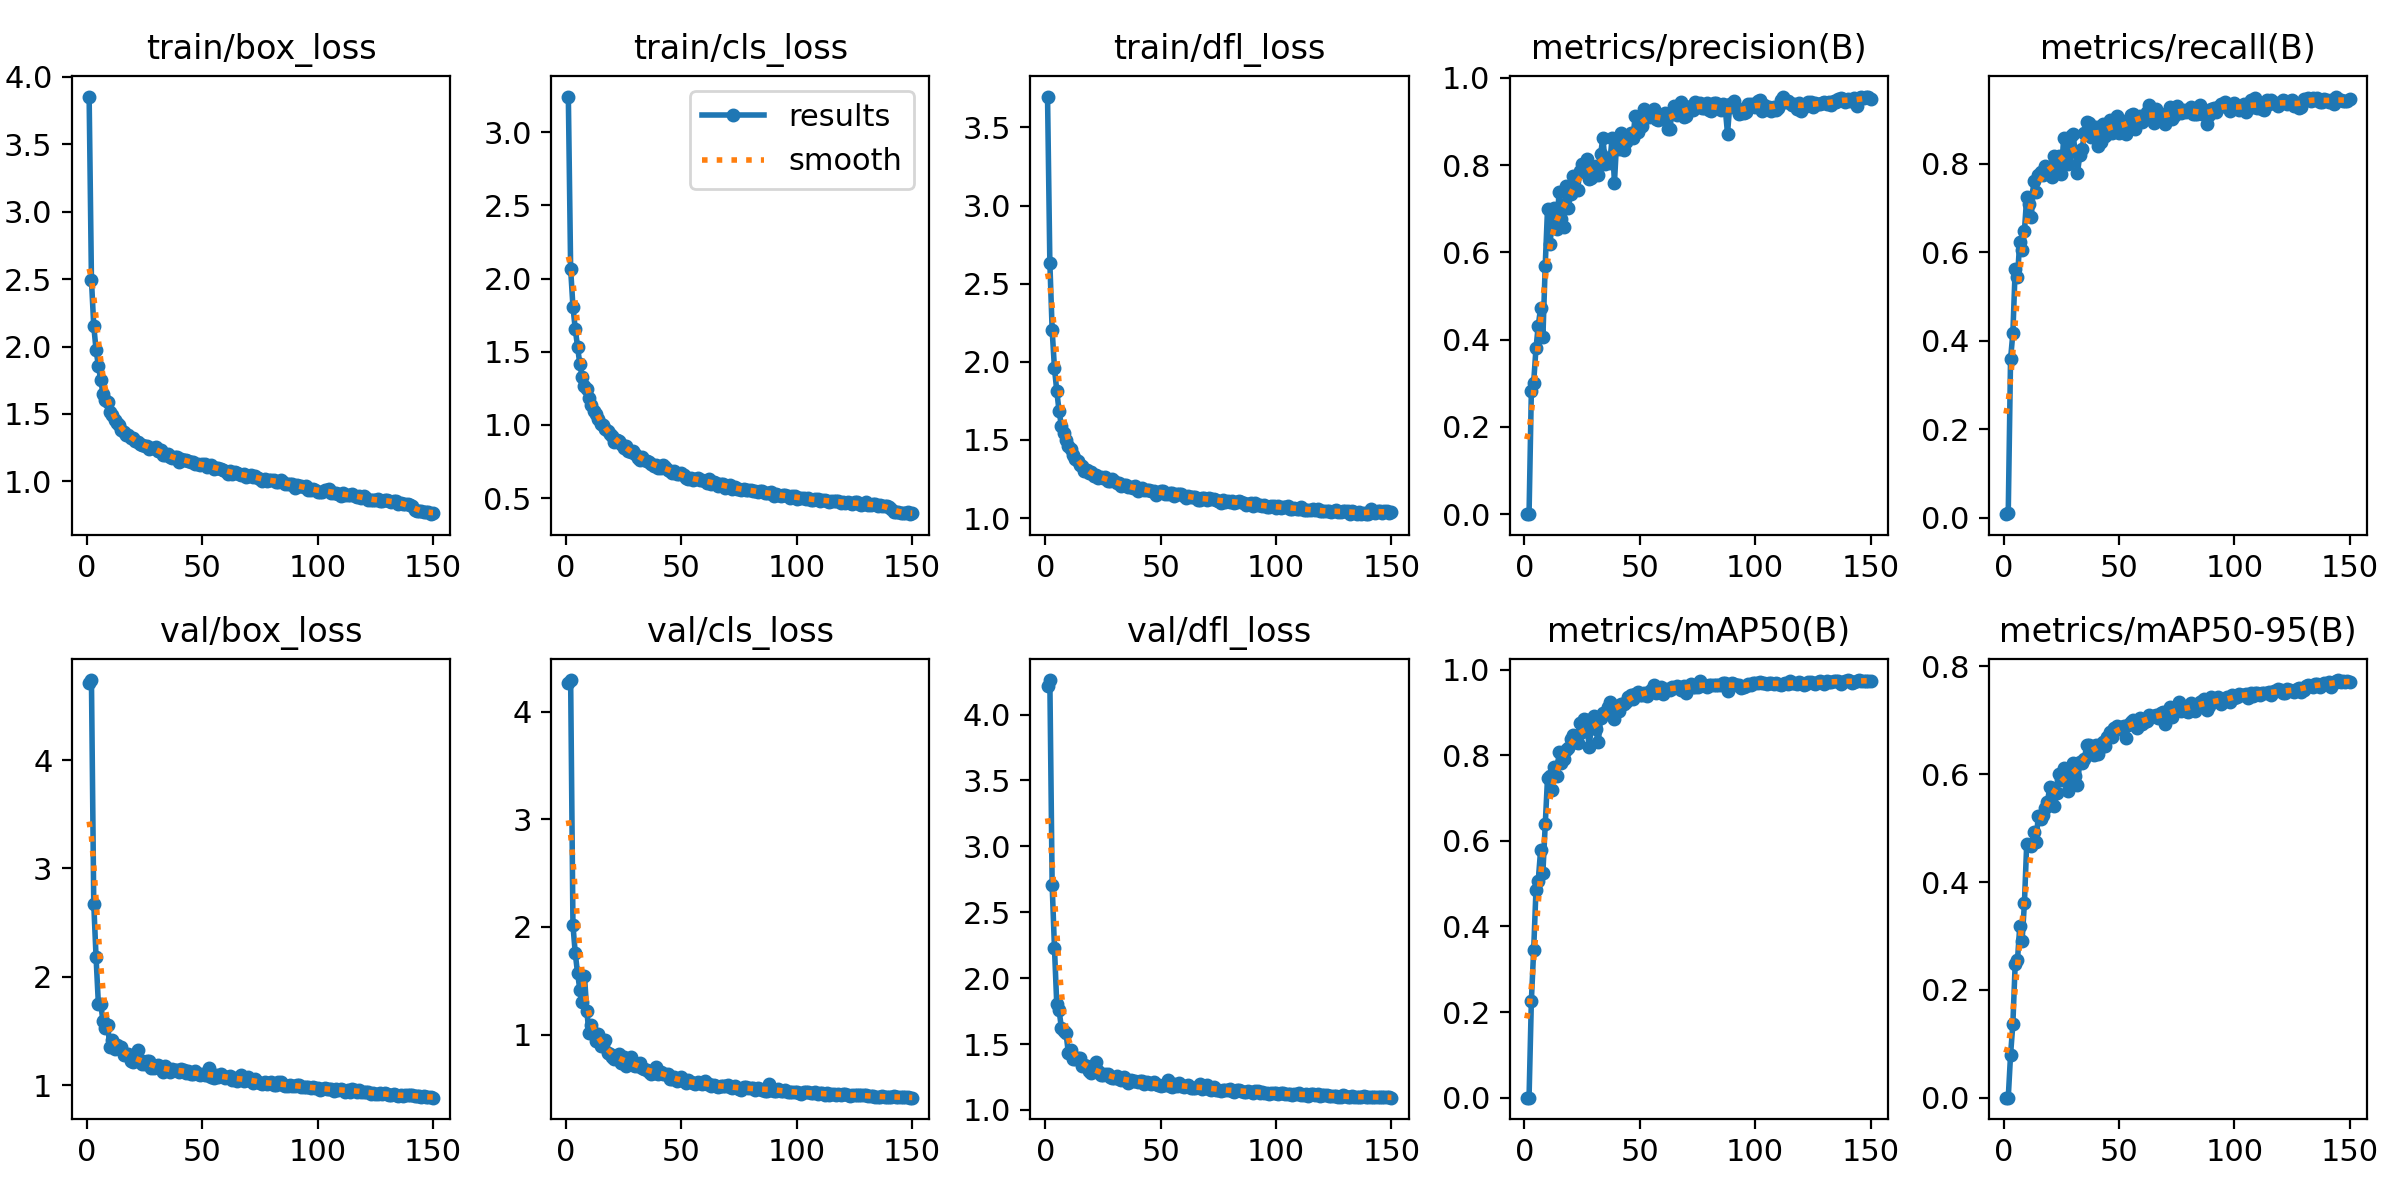 train/box_loss
4.0
3.5
3.0
2.5
2.0
1.5
1.0
0 50 100 150
train/cls_loss
results
smooth
3.0
2.5
2.0
1.5
1.0
0.5
0 50 100 150
train/dfl_loss
3.5
3.0
2.5
2.0
1.5
1.0
0 50 100 150
metrics/precision(B)
1.0
0.8
0.6
0.4
0.2
0.0
0 50 100 150
metrics/recall(B)
0.8
0.6
0.4
0.2
0.0
0 50 100 150
val/box_loss
4
3
2
1
0 50 100 150
val/cls_loss
4
3
2
1
0 50 100 150
val/dfl_loss
4.0
3.5
3.0
2.5
2.0
1.5
1.0
0 50 100 150
metrics/mAP50(B)
1.0
0.8
0.6
0.4
0.2
0.0
0 50 100 150
metrics/mAP50-95(B)
0.8
0.6
0.4
0.2
0.0
0 50 100 150